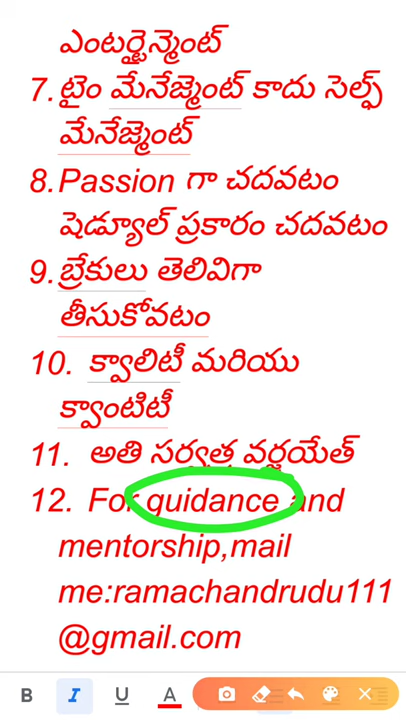 ఎంటర్టైన్మెంట్
7. టైం మేనేజ్మెంట్ కాదు సెల్ఫ్
మేనేజ్మెంట్
8. Passion గా చదవటం
షెడ్యూల్ ప్రకారం చదవటం
9. బ్రేకులు తెలివిగా
తీసుకోవటం
10. క్వాలిటీ మరియు
క్వాంటిటీ
11. అతి సర్వత్ర వర్జయేత్
12. For guidance and
mentorship,mail
me:ramachandrudu111
@gmail.com
B I U A